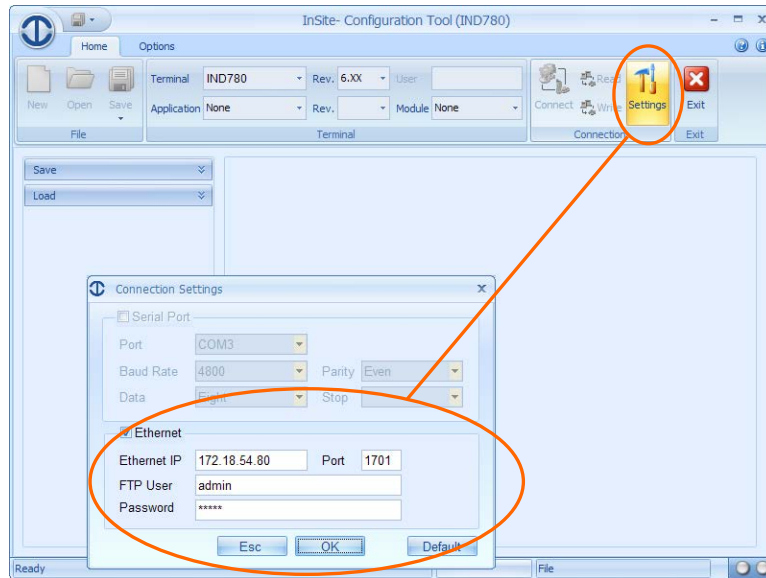 InSite- Configuration Tool (IND780)
Home Options
Terminal IND780 Rev. 6.XX User
Application None Rev. Module None
New Open Save
Connect Read Write Settings Exit
File Terminal Connection Exit
Save
Load
Connection Settings
Serial Port
Port COM3
Baud Rate 4800 Parity Even
Data Eight Stop
Ethernet
Ethernet IP 172.18.54.80 Port 1701
FTP User admin
Password *****
Esc OK Default
Ready File